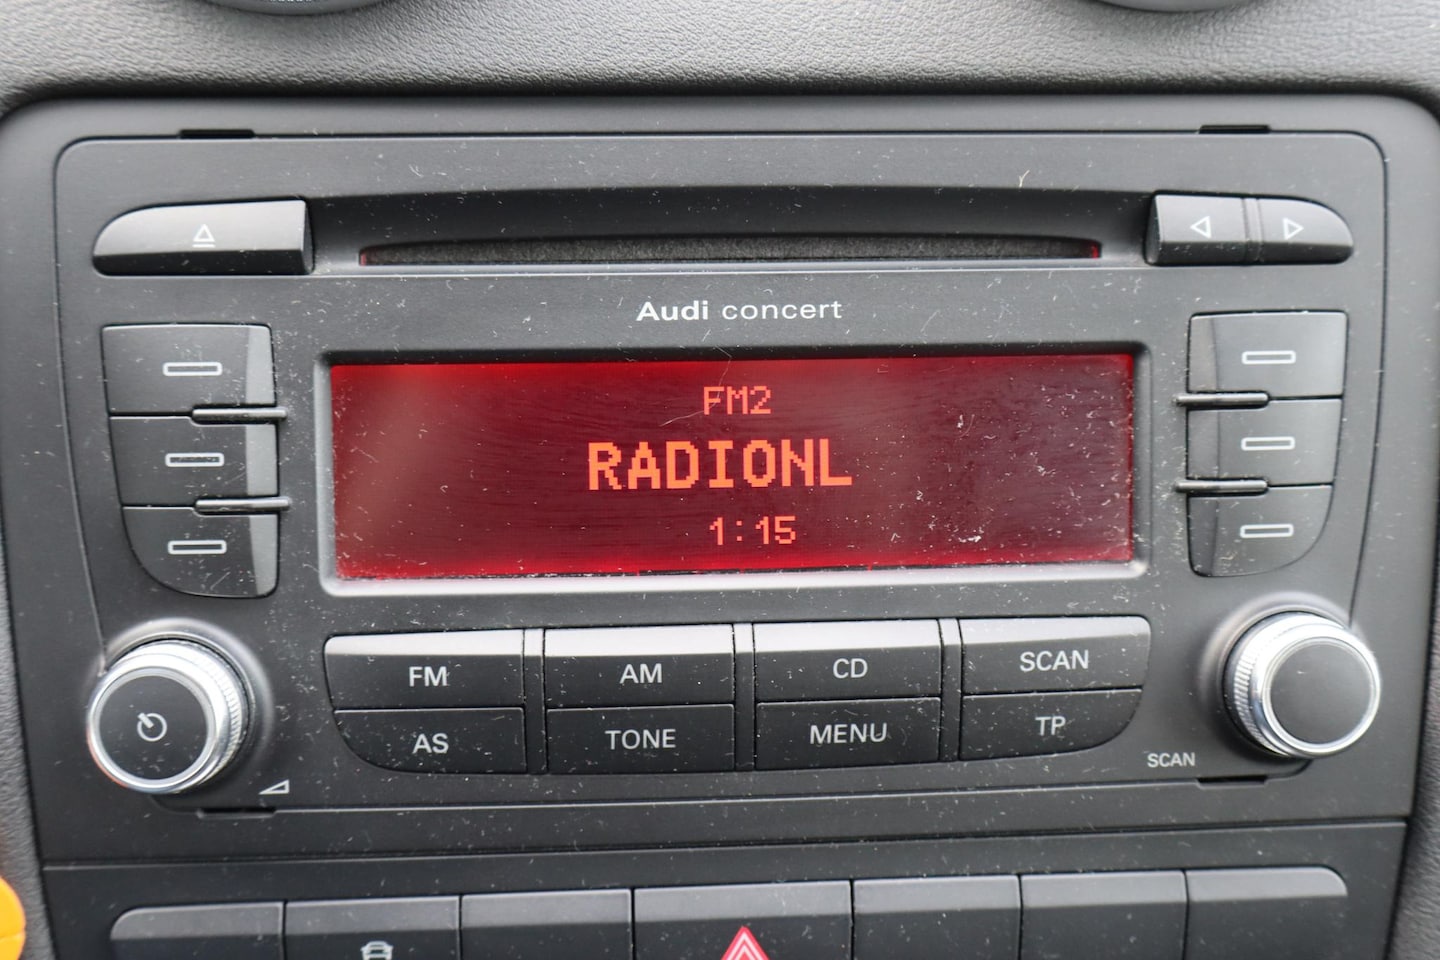 Audi concert
FM2
RADIONL
1:15
FM
AM
CD
SCAN
AS
TONE
MENU
TP
SCAN